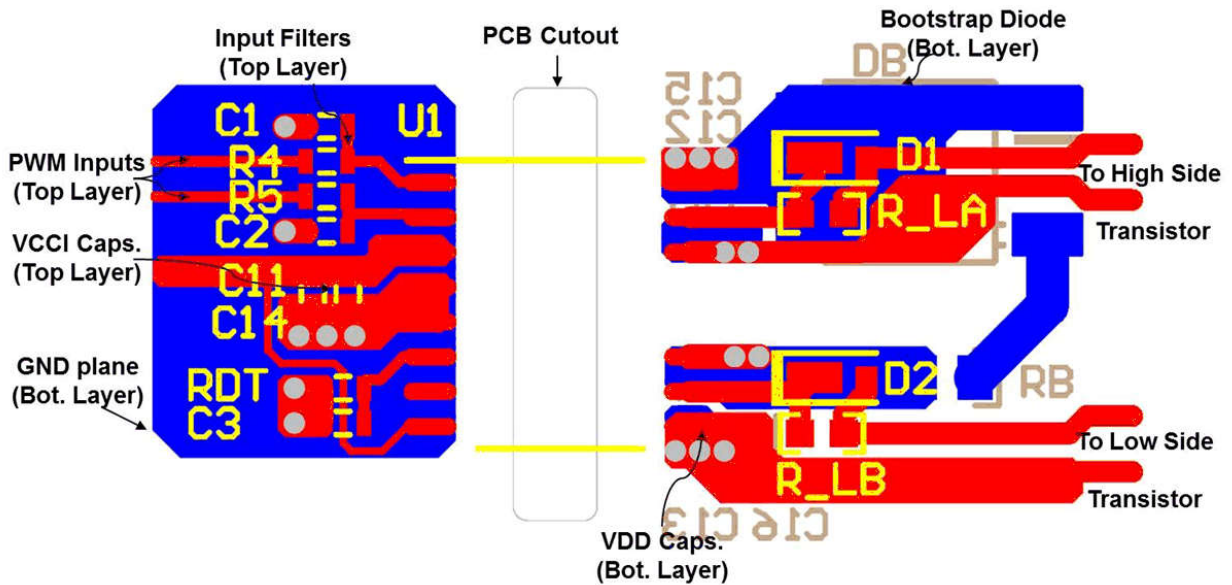 Input Filters
(Top Layer)
PCB Cutout
Bootstrap Diode
(Bot. Layer)
DB
C15
C12
C1
U1
PWM Inputs
(Top Layer)
R4
R5
C2
D1
R_LA
To High Side
Transistor
VCCI Caps.
(Top Layer)
C11
C14
GND plane
(Bot. Layer)
RDT
C3
D2
RB
R_LB
To Low Side
Transistor
C13
C16
VDD Caps.
(Bot. Layer)